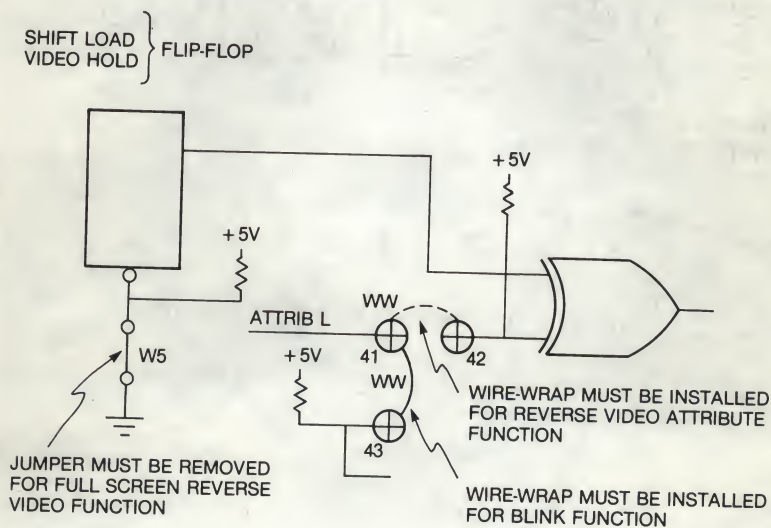 SHIFT LOAD
VIDEO HOLD
FLIP-FLOP
+5V
+5V
W5
ATTRIB L
WW
41
42
+5V
WW
43
WIRE-WRAP MUST BE INSTALLED
FOR REVERSE VIDEO ATTRIBUTE
FUNCTION
JUMPER MUST BE REMOVED
FOR FULL SCREEN REVERSE
VIDEO FUNCTION
WIRE-WRAP MUST BE INSTALLED
FOR BLINK FUNCTION